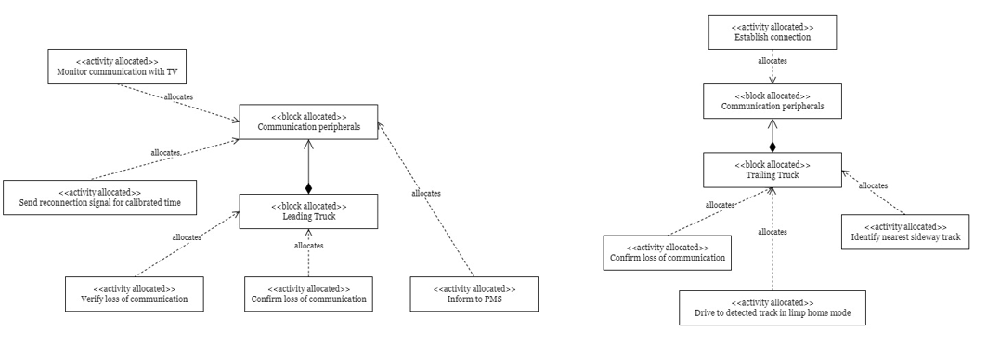 <<activity allocated>>
Establish connection
allocates
<<activity allocated>>
Monitor communication with TV
allocates
<<block allocated>>
Communication peripherals
<<block allocated>>
Communication peripherals
allocates
<<block allocated>>
Trailing Truck
<<activity allocated>>
Send reconnection signal for calibrated time
allocates
allocates
<<block allocated>>
Leading Truck
allocates
<<activity allocated>>
Identify nearest sideway track
allocates
allocates
allocates
<<activity allocated>>
Confirm loss of communication
<<activity allocated>>
Verify loss of communication
<<activity allocated>>
Confirm loss of communication
<<activity allocated>>
Inform to PMS
<<activity allocated>>
Drive to detected track in limp home mode